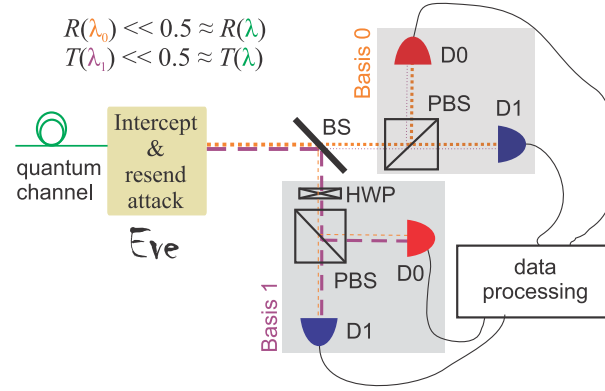 R(λ₀) << 0.5 ≈ R(λ)
T(λ₁) << 0.5 ≈ T(λ)
quantum
channel
Intercept
&
resend
attack
Eve
BS
Basis 0
D0
PBS
D1
HWP
PBS
D0
D1
Basis 1
data
processing